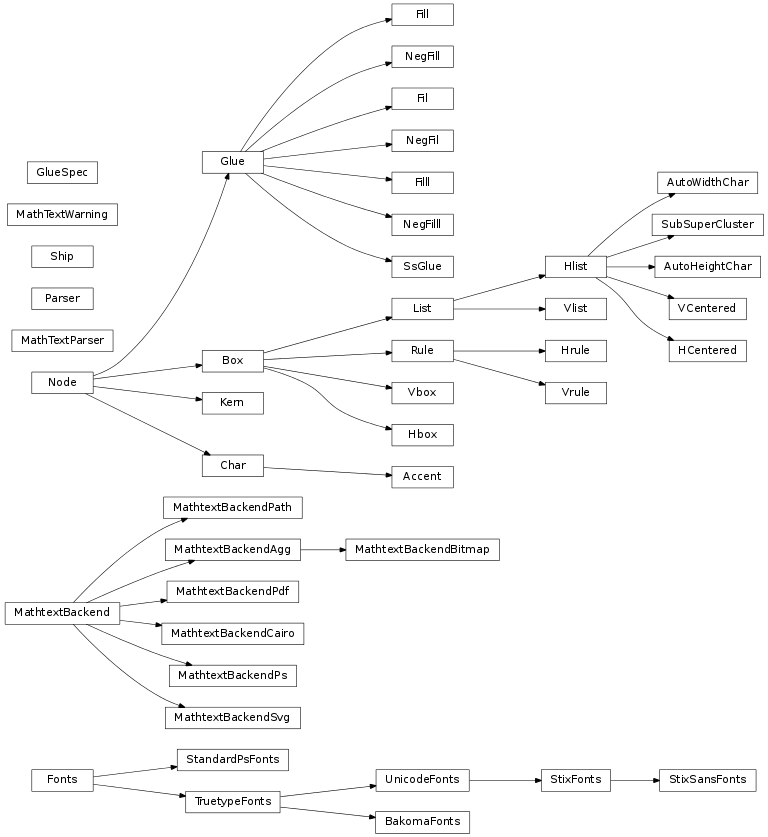 Fill
NegFill
Fil
NegFil
Glue
GlueSpec
Filll
AutoWidthChar
MathTextWarning
NegFilll
SubSuperCluster
Ship
SsGlue
Hlist
AutoHeightChar
Parser
List
Vlist
VCentered
MathTextParser
Box
Rule
Hrule
HCentered
Node
Kern
Vbox
Vrule
Hbox
Char
Accent
MathtextBackendPath
MathtextBackendAgg
MathtextBackendBitmap
MathtextBackendPdf
MathtextBackend
MathtextBackendCairo
MathtextBackendPs
MathtextBackendSvg
StandardPsFonts
Fonts
UnicodeFonts
StixFonts
StixSansFonts
TruetypeFonts
BakomaFonts